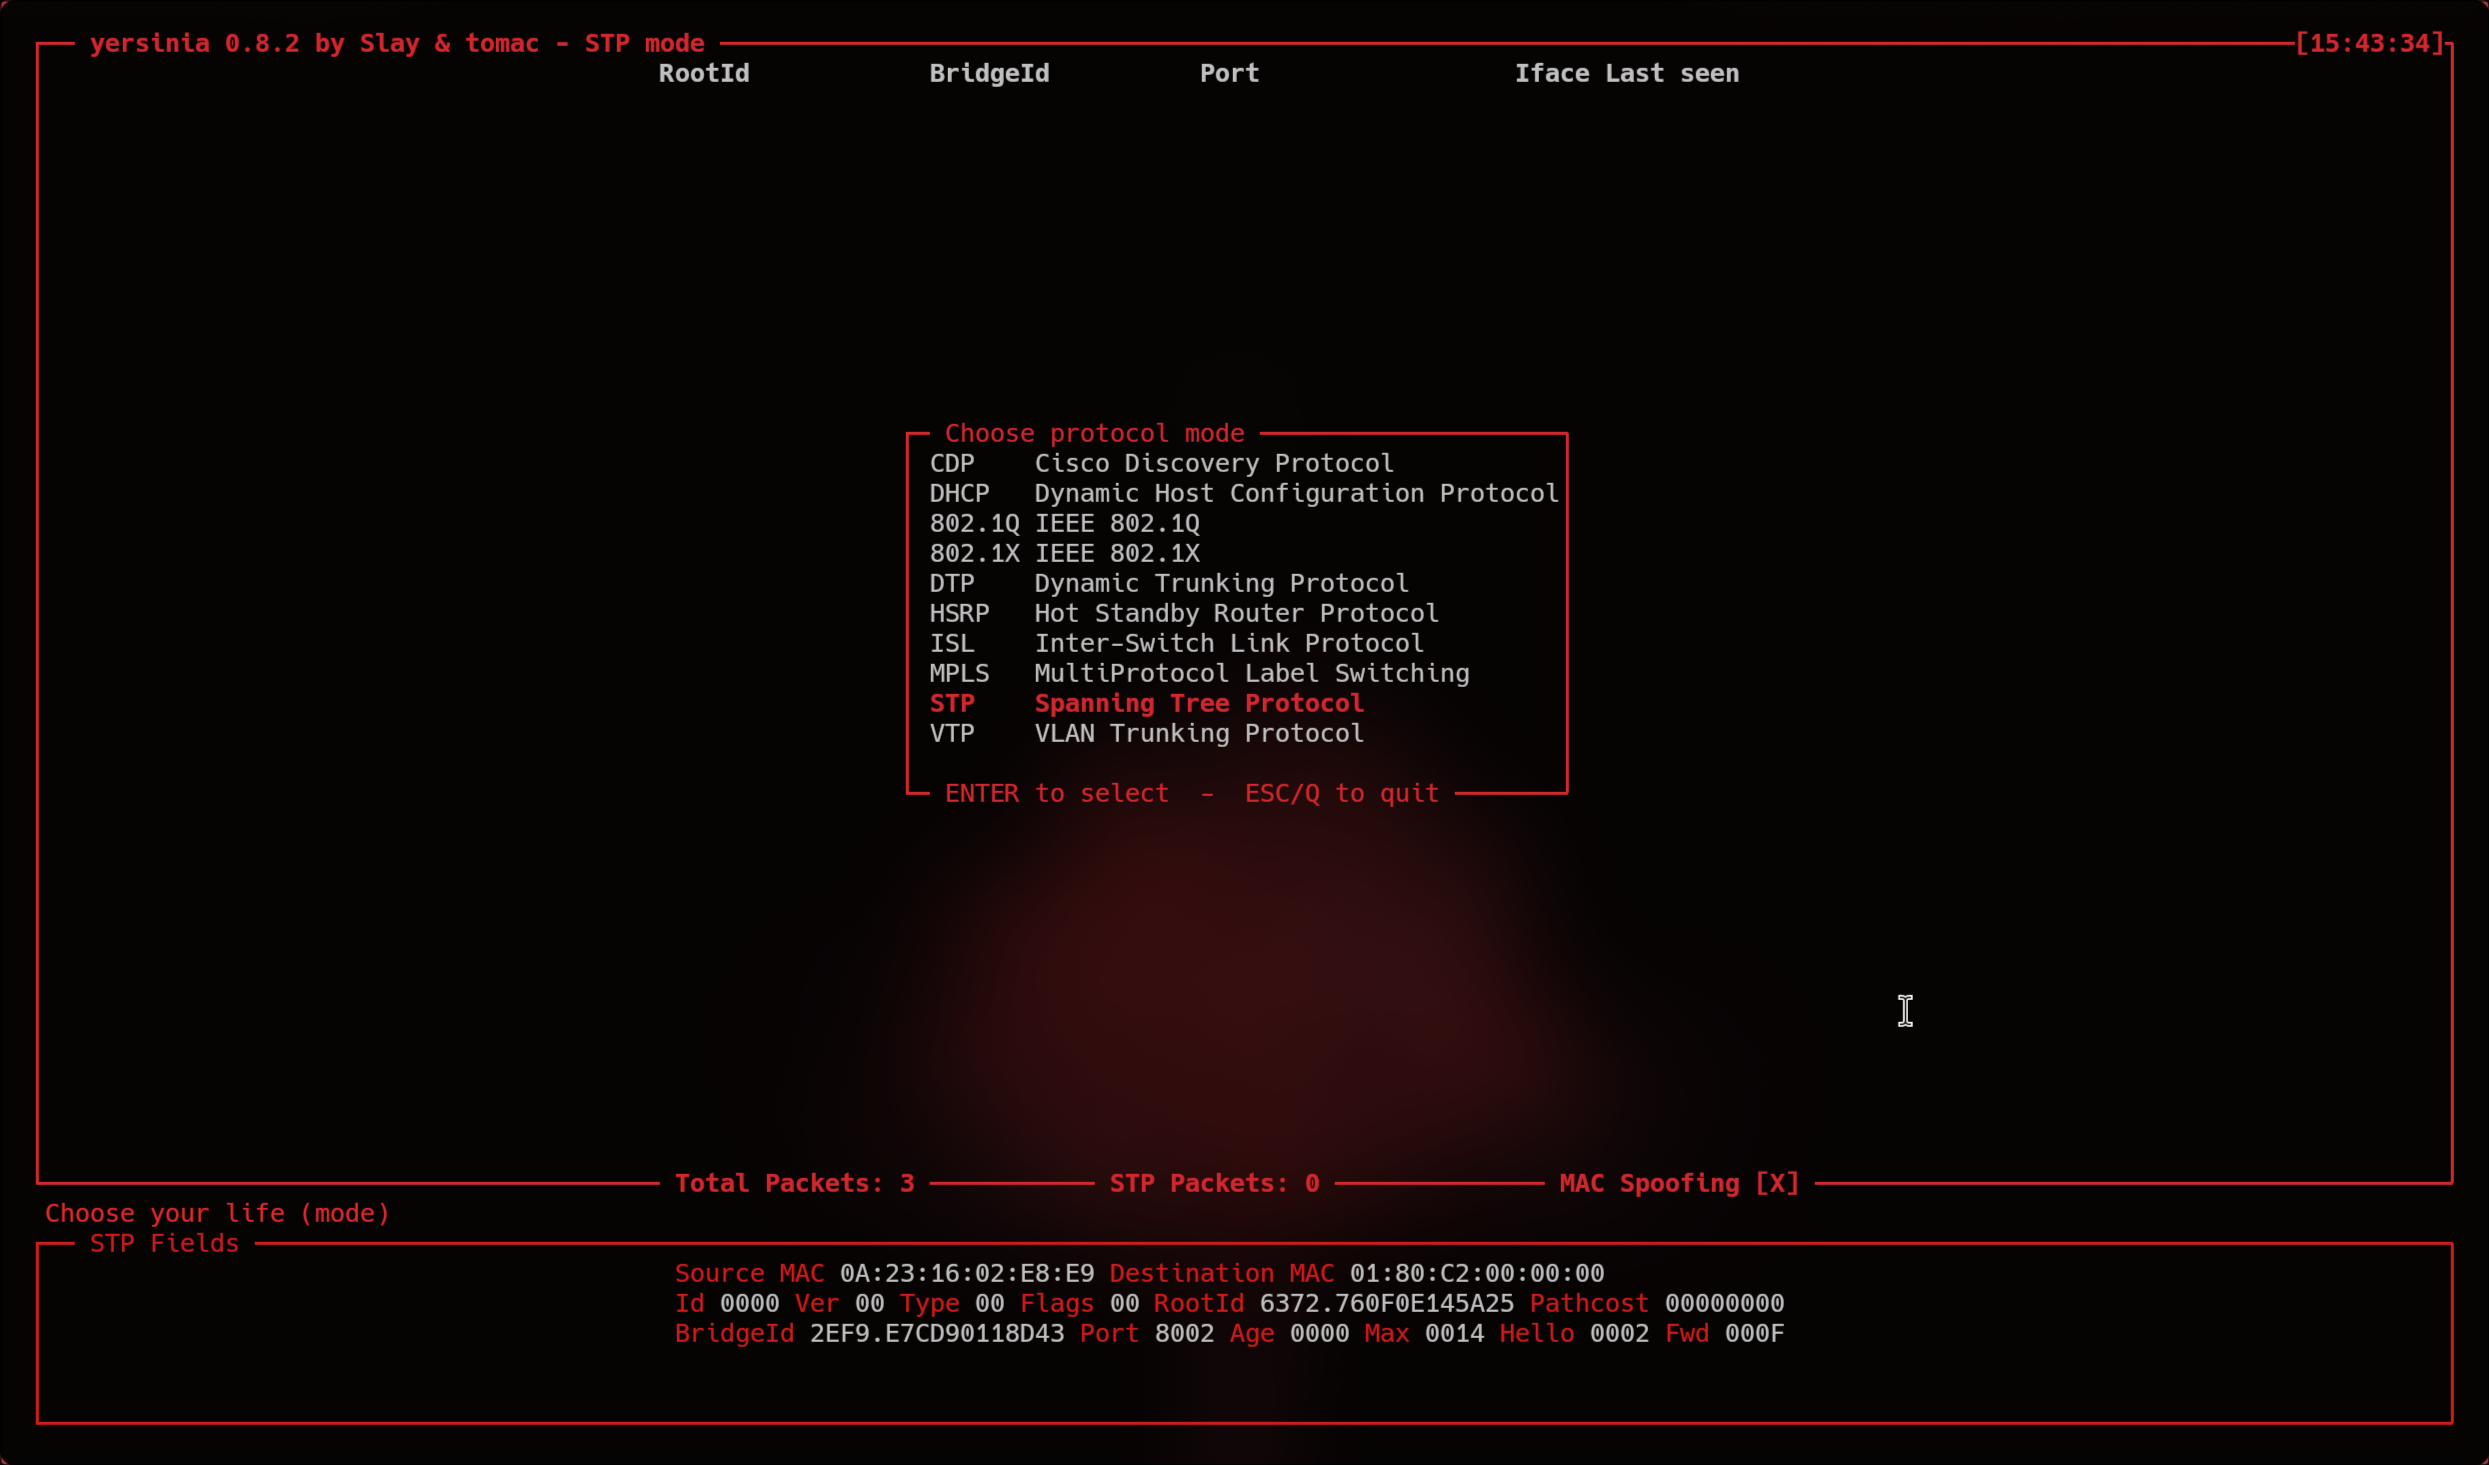 yersinia 0.8.2 by Slay & tomac - STP mode [15:43:34]
RootId BridgeId Port Iface Last seen
Choose protocol mode
CDP Cisco Discovery Protocol
DHCP Dynamic Host Configuration Protocol
802.1Q IEEE 802.1Q
802.1X IEEE 802.1X
DTP Dynamic Trunking Protocol
HSRP Hot Standby Router Protocol
ISL Inter-Switch Link Protocol
MPLS MultiProtocol Label Switching
STP Spanning Tree Protocol
VTP VLAN Trunking Protocol
ENTER to select - ESC/Q to quit
Total Packets: 3 STP Packets: 0 MAC Spoofing [X]
Choose your life (mode)
STP Fields
Source MAC 0A:23:16:02:E8:E9 Destination MAC 01:80:C2:00:00:00
Id 0000 Ver 00 Type 00 Flags 00 RootId 6372.760F0E145A25 Pathcost 00000000
BridgeId 2EF9.E7CD90118D43 Port 8002 Age 0000 Max 0014 Hello 0002 Fwd 000F